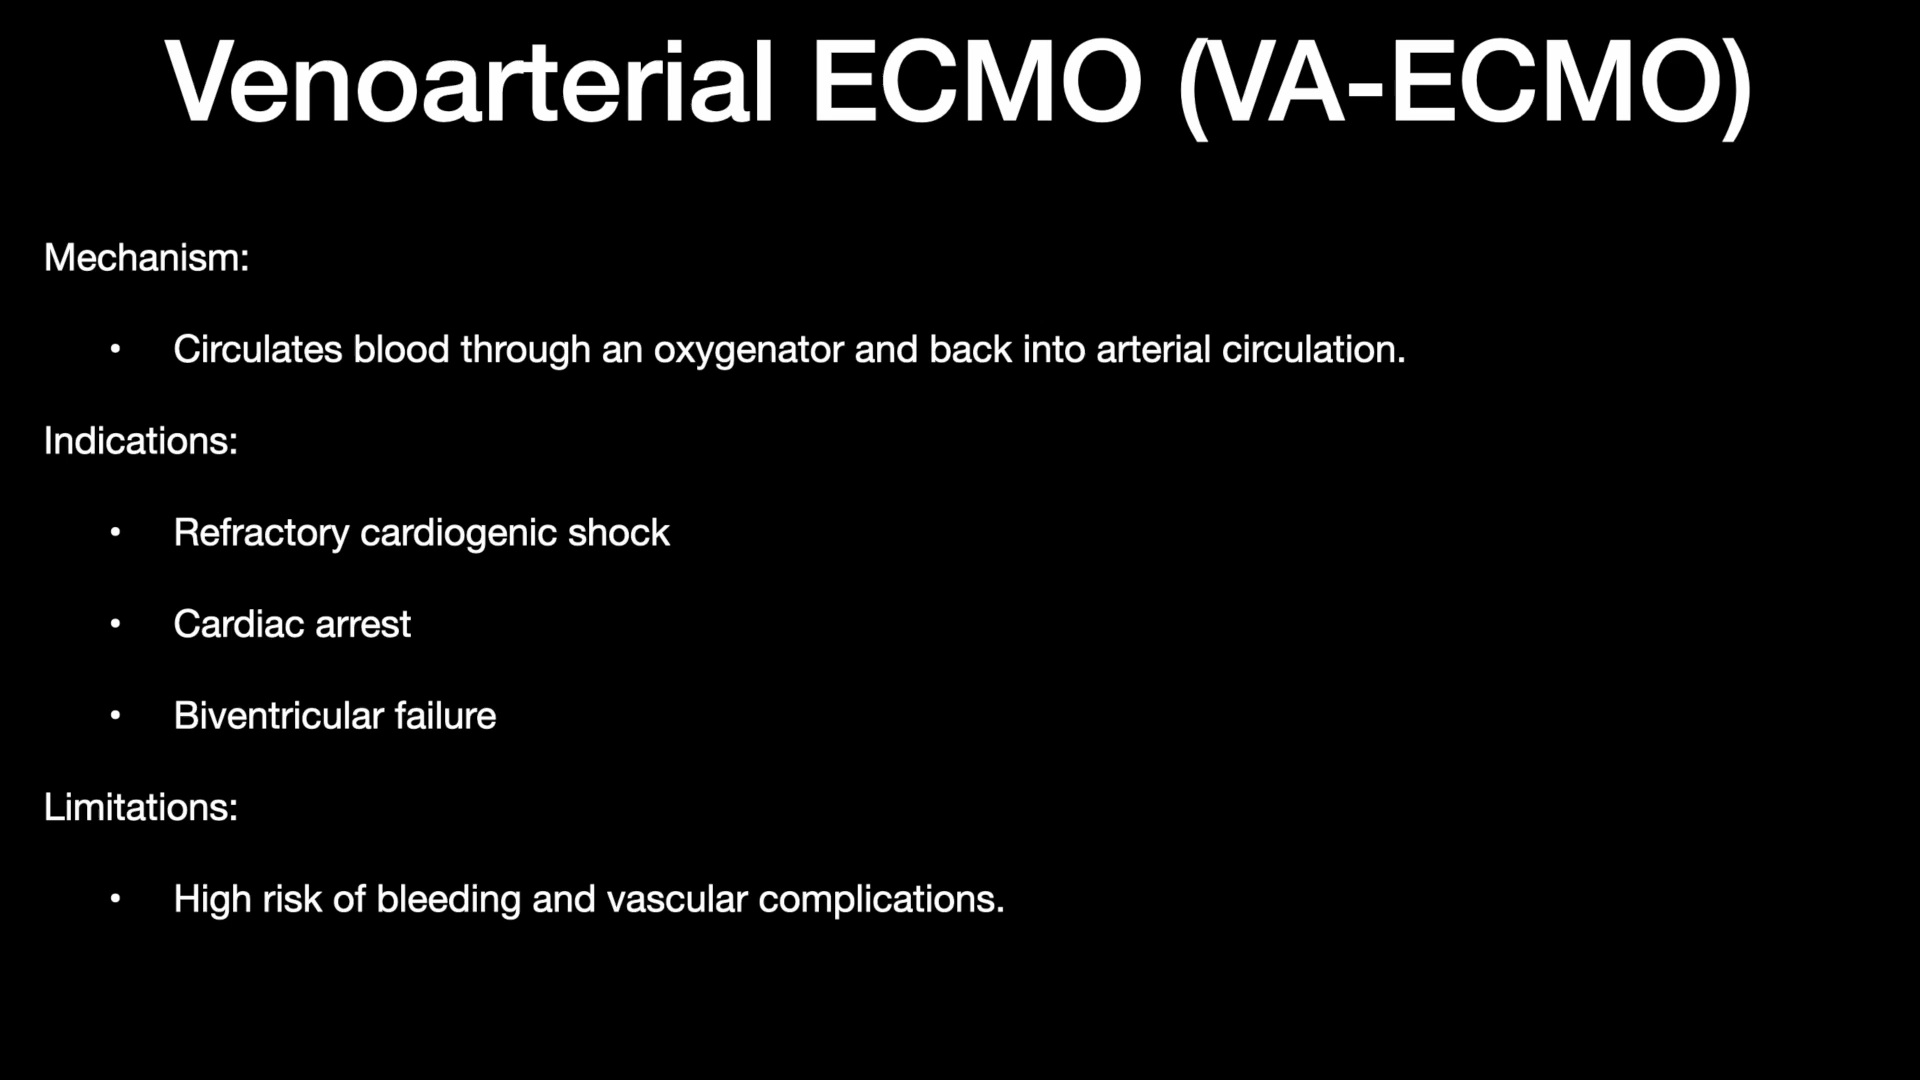 Venoarterial ECMO (VA-ECMO)
Mechanism:
• Circulates blood through an oxygenator and back into arterial circulation.
Indications:
• Refractory cardiogenic shock
• Cardiac arrest
• Biventricular failure
Limitations:
• High risk of bleeding and vascular complications.